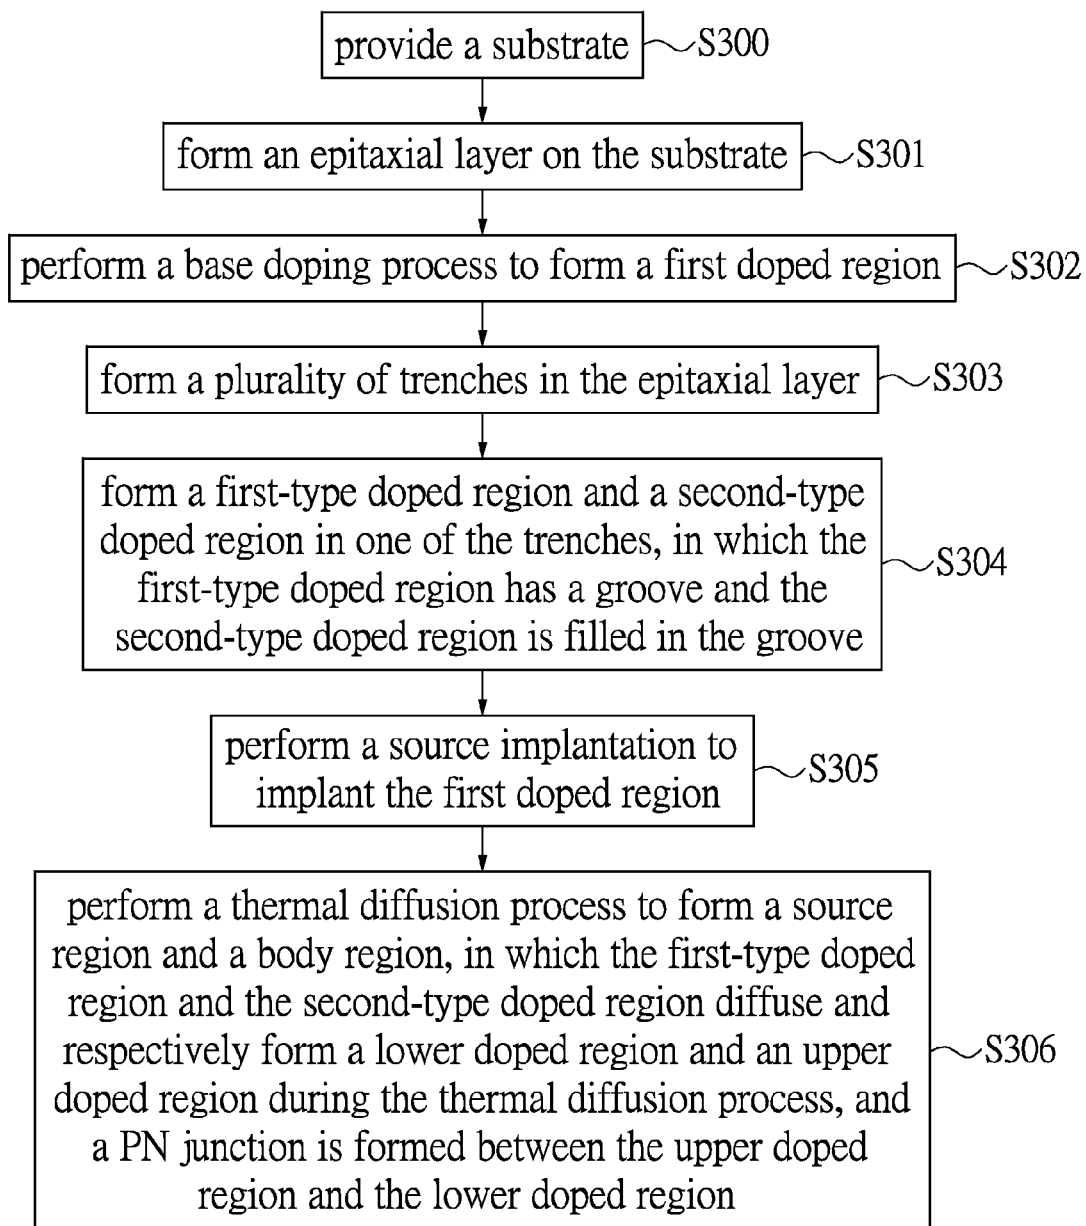 provide a substrate
S300
form an epitaxial layer on the substrate
S301
perform a base doping process to form a first doped region
S302
form a plurality of trenches in the epitaxial layer
S303
form a first-type doped region and a second-type
doped region in one of the trenches, in which the
first-type doped region has a groove and the
second-type doped region is filled in the groove
S304
perform a source implantation to
implant the first doped region
S305
perform a thermal diffusion process to form a source
region and a body region, in which the first-type doped
region and the second-type doped region diffuse and
respectively form a lower doped region and an upper
doped region during the thermal diffusion process, and
a PN junction is formed between the upper doped
region and the lower doped region
S306